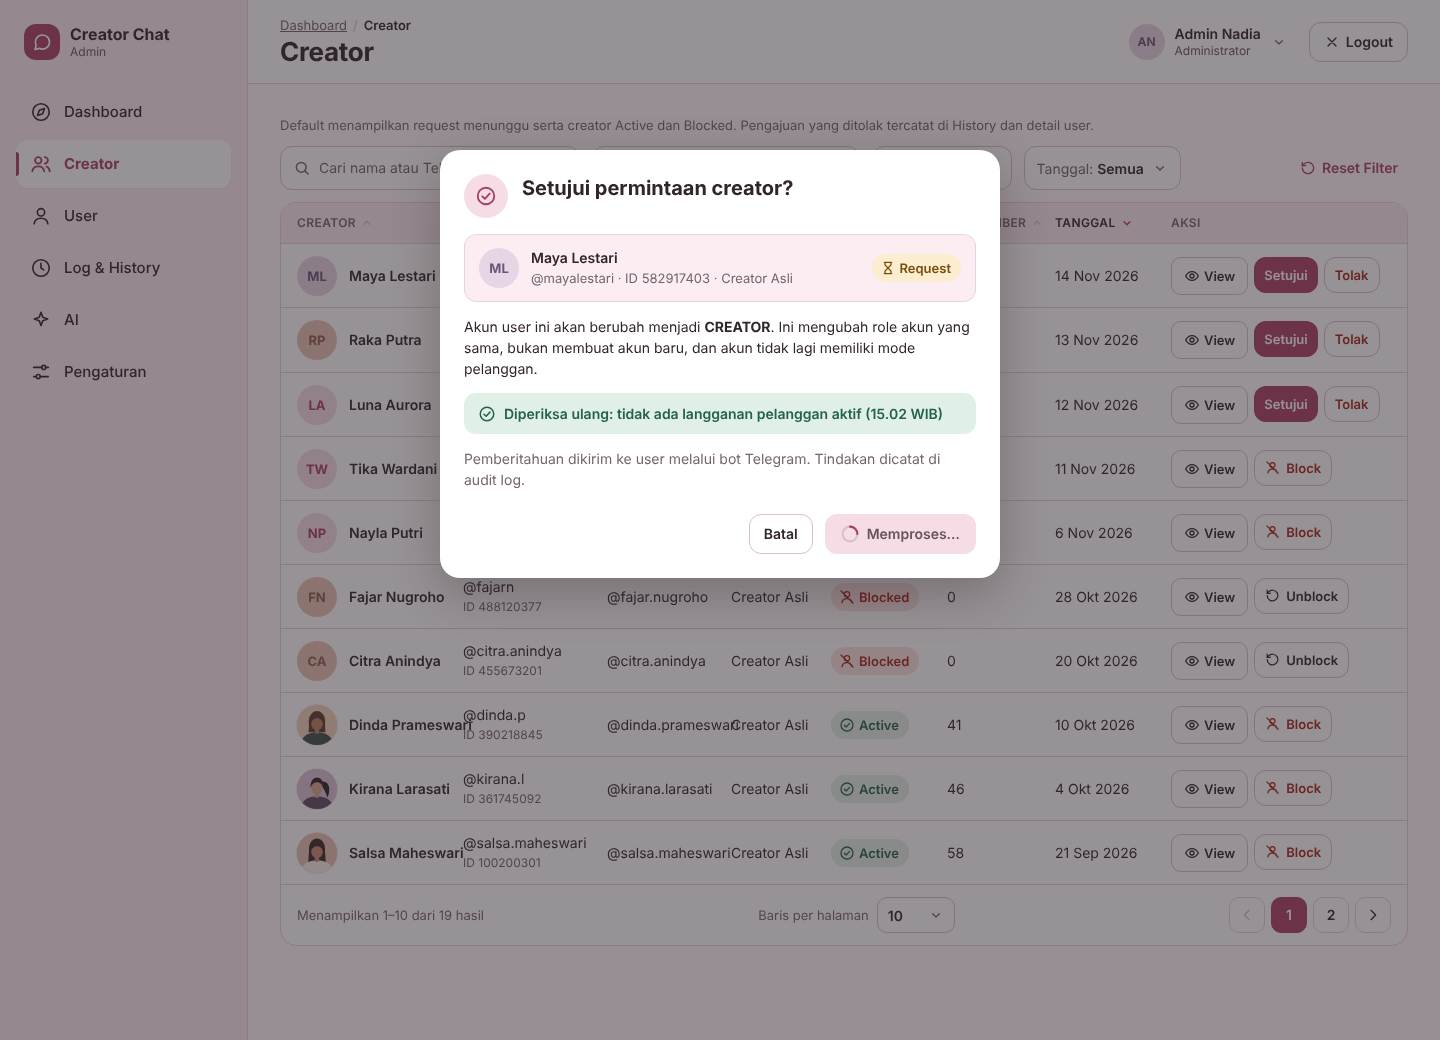 Creator Chat
Admin
Dashboard
Creator
User
Log & History
AI
Pengaturan
Dashboard / Creator
Creator
AN
Admin Nadia
Administrator
Logout
Default menampilkan request menunggu serta creator Active dan Blocked. Pengajuan yang ditolak tercatat di History dan detail user.
Cari nama atau
Tanggal: Semua
Reset Filter
CREATOR
TANGGAL
AKSI
ML Maya Lestari 14 Nov 2026 View Setujui Tolak
RP Raka Putra 13 Nov 2026 View Setujui Tolak
LA Luna Aurora 12 Nov 2026 View Setujui Tolak
TW Tika Wardani 11 Nov 2026 View Block
NP Nayla Putri 6 Nov 2026 View Block
FN Fajar Nugroho @fajarn ID 488120377 @fajar.nugroho Creator Asli Blocked 0 28 Okt 2026 View Unblock
CA Citra Anindya @citra.anindya ID 455673201 @citra.anindya Creator Asli Blocked 0 20 Okt 2026 View Unblock
Dinda Prameswari @dinda.p ID 390218845 @dinda.prameswari Creator Asli Active 41 10 Okt 2026 View Block
Kirana Larasati @kirana.l ID 361745092 @kirana.larasati Creator Asli Active 46 4 Okt 2026 View Block
Salsa Maheswari @salsa.maheswari ID 100200301 @salsa.maheswari Creator Asli Active 58 21 Sep 2026 View Block
Menampilkan 1–10 dari 19 hasil
Baris per halaman 10
1 2
Setujui permintaan creator?
ML
Maya Lestari
@mayalestari · ID 582917403 · Creator Asli
Request
Akun user ini akan berubah menjadi CREATOR. Ini mengubah role akun yang
sama, bukan membuat akun baru, dan akun tidak lagi memiliki mode
pelanggan.
Diperiksa ulang: tidak ada langganan pelanggan aktif (15.02 WIB)
Pemberitahuan dikirim ke user melalui bot Telegram. Tindakan dicatat di
audit log.
Batal
Memproses...